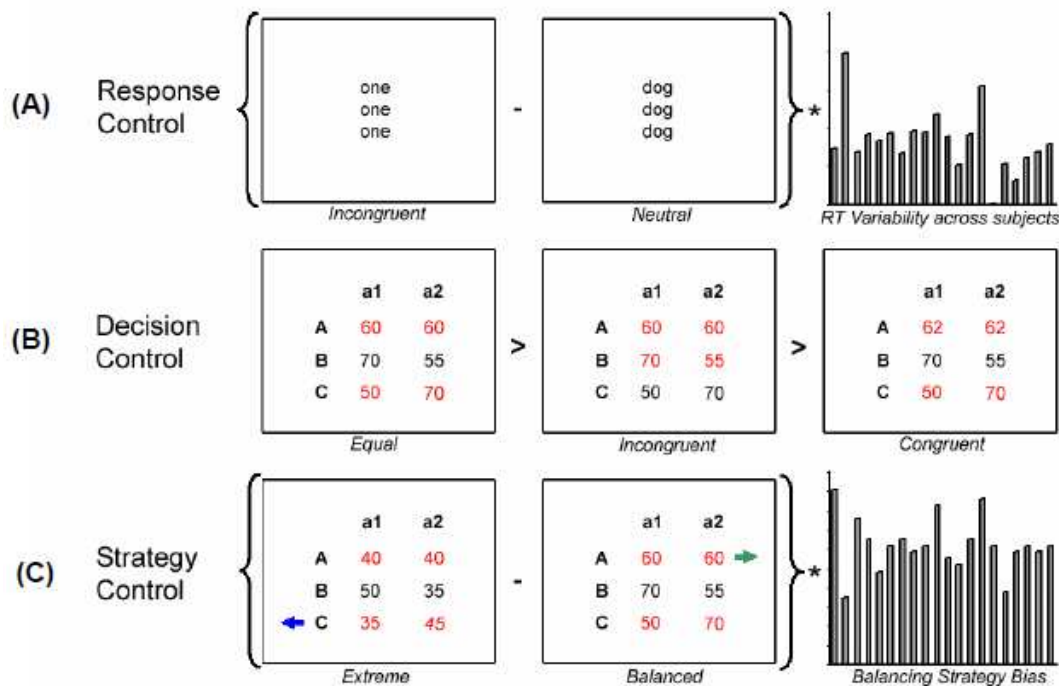 (A) Response Control
one
one
one
Incongruent
-
dog
dog
dog
Neutral
*
RT Variability across subjects
(B) Decision Control
a1 a2
A 60 60
B 70 55
C 50 70
Equal
>
a1 a2
A 60 60
B 70 55
C 50 70
Incongruent
>
a1 a2
A 62 62
B 70 55
C 50 70
Congruent
(C) Strategy Control
a1 a2
A 40 40
B 50 35
C 35 45
Extreme
-
a1 a2
A 60 60
B 70 55
C 50 70
Balanced
*
Balancing Strategy Bias